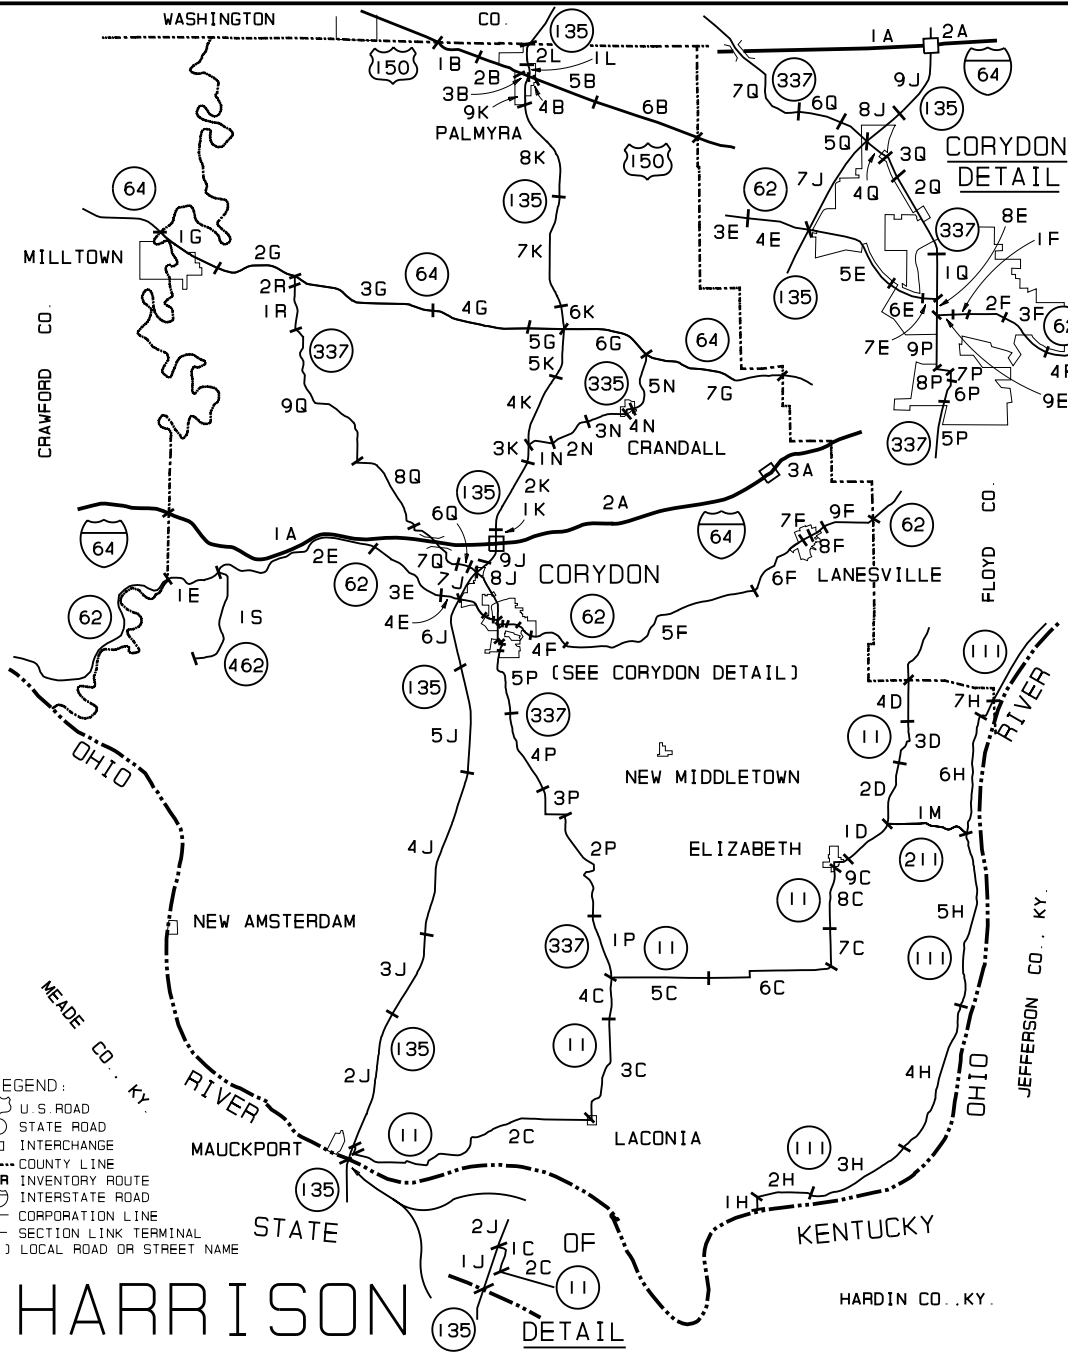 WASHINGTON CO.
135
1A 12A
2L 1L
150
1B 2B 5B
64
337
9J
7Q
3B 4B 6B
6Q 8J 135
9K
PALMYRA
5Q 3Q
CORYDON
DETAIL
8K
150
4Q 2Q
7J
64
62
135
3E 4E
337
8E
1F
1G
MILLTOWN
2G
7K
5E 1Q
2R 3G 64
135
6E 2F 3F
62
1R 4G
6K
7E 9P
5G 6G 64
337
8P 7P 4F
6P 9E
5K 335 5N 7G
CRAWFORD CO.
9Q
4K
3N 4N
337 5P
3K 2N
CRANDALL
1N
8Q
135 2K
3A
6Q 1K 2A
9F
7F
62
64
1A
64
8F
FLOYD CO.
2E
7Q 9J
7J 8J
CORYDON
6F
LANESVILLE
62
1E
3E
62
1S
4E
62
6J
4F 5F
111
462
135
5P
(SEE CORYDON DETAIL)
7H
RIVER
4D
337
11
3D
5J
OHIO
4P
NEW MIDDLETOWN
6H
3P
2D
1M
1D
4J
2P
ELIZABETH
211
9C
11 8C
NEW AMSTERDAM
5H
1P
337 11
7C
111
3J
4C 5C 6C
MEADE CO., KY.
JEFFERSON CO., KY.
135
11
2J
3C
4H
OHIO
RIVER
LEGEND:
U.S.ROAD
STATE ROAD
INTERCHANGE
COUNTY LINE
R INVENTORY ROUTE
INTERSTATE ROAD
CORPORATION LINE
SECTION LINK TERMINAL
) LOCAL ROAD OR STREET NAME
11
2C
MAUCKPORT
LACONIA
111
3H
2H
1H
135
STATE OF KENTUCKY
2J
1C
1J 2C
11
135
DETAIL
HARDIN CO.,KY.
HARRISON